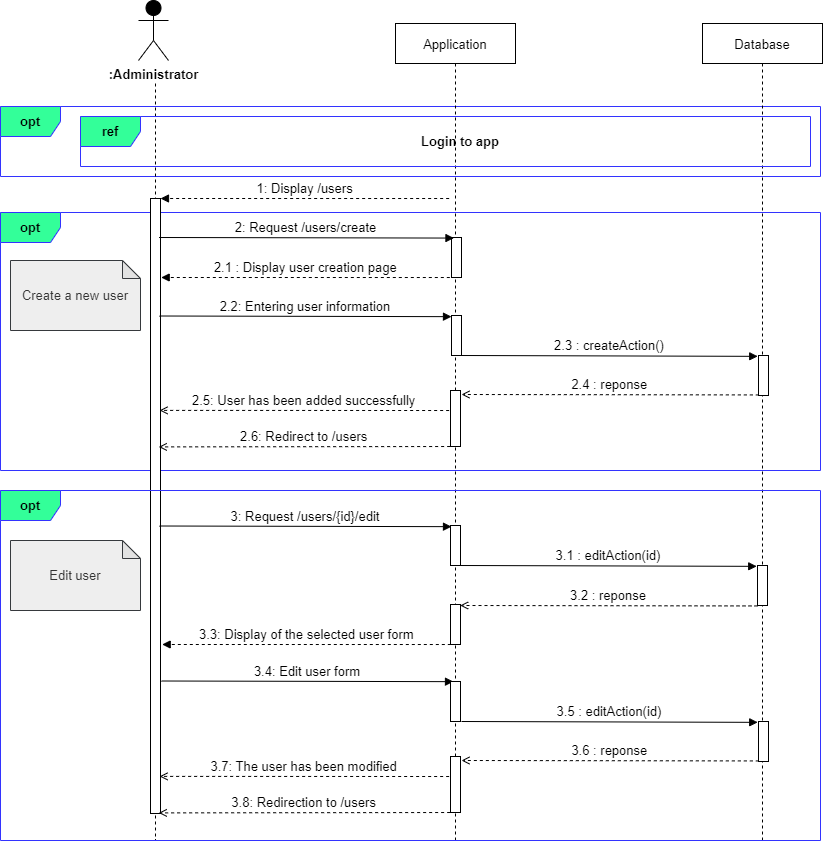 :Administrator
Application
Database
opt
ref
Login to app
1: Display /users
opt
2: Request /users/create
2.1 : Display user creation page
Create a new user
2.2: Entering user information
2.3 : createAction()
2.4 : reponse
2.5: User has been added successfully
2.6: Redirect to /users
opt
3: Request /users/{id}/edit
3.1 : editAction(id)
Edit user
3.2 : reponse
3.3: Display of the selected user form
3.4: Edit user form
3.5 : editAction(id)
3.6 : reponse
3.7: The user has been modified
3.8: Redirection to /users